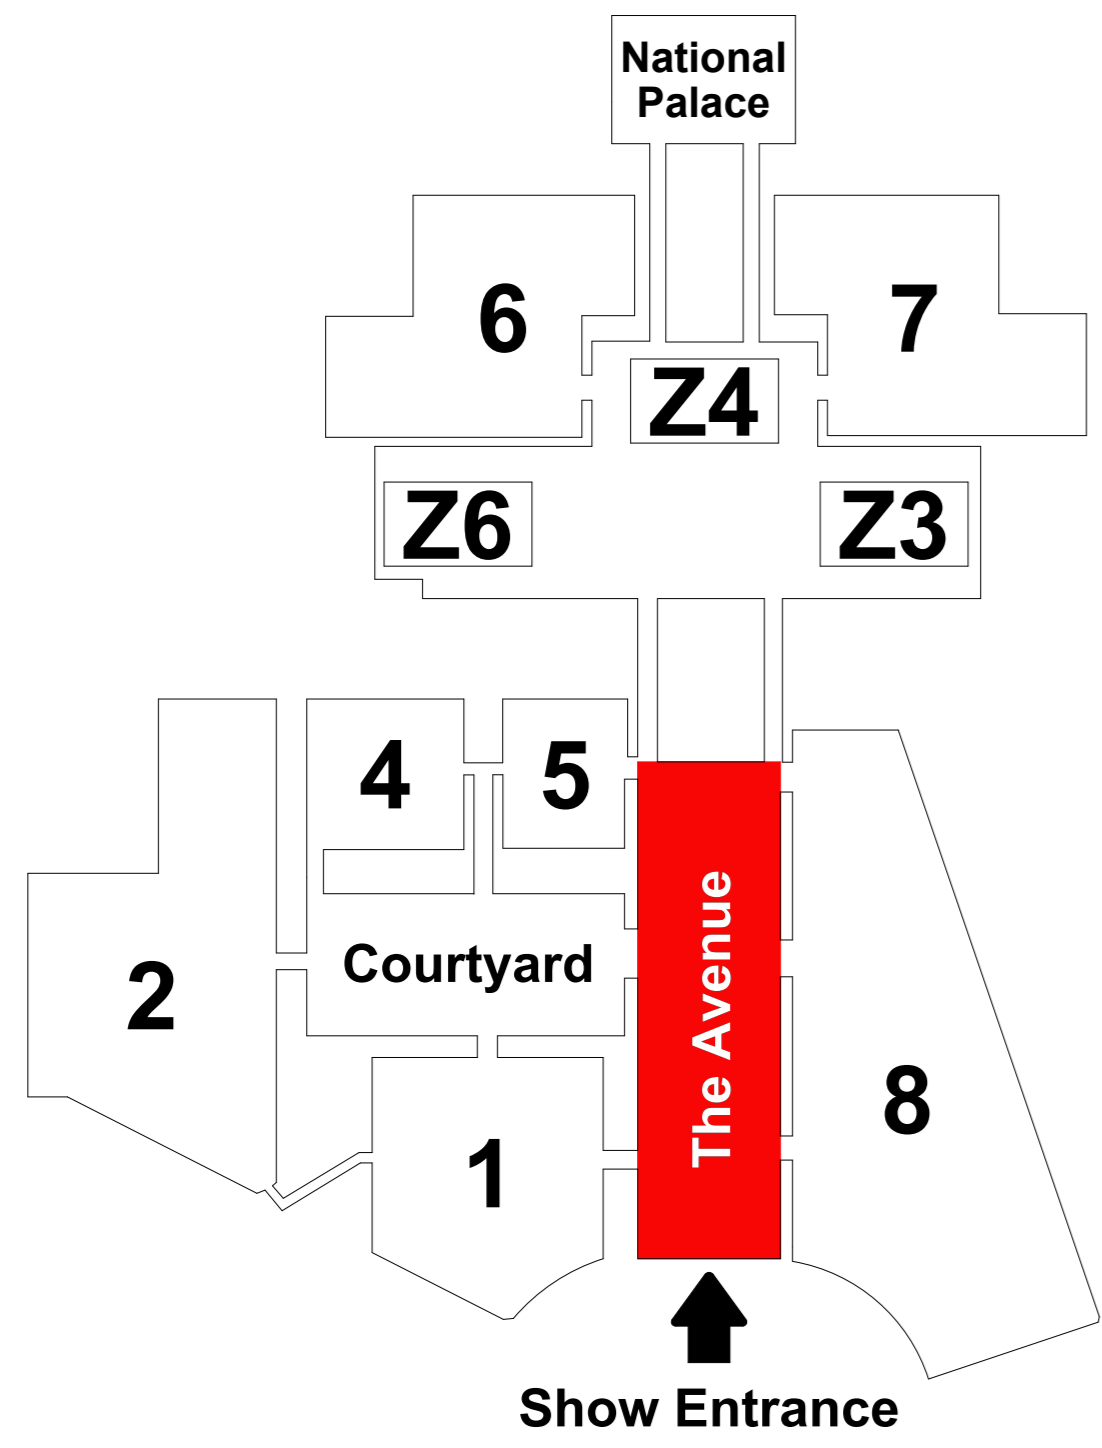 National
Palace
6
7
Z4
Z6
Z3
4
5
The Avenue
Courtyard
2
8
1
Show Entrance